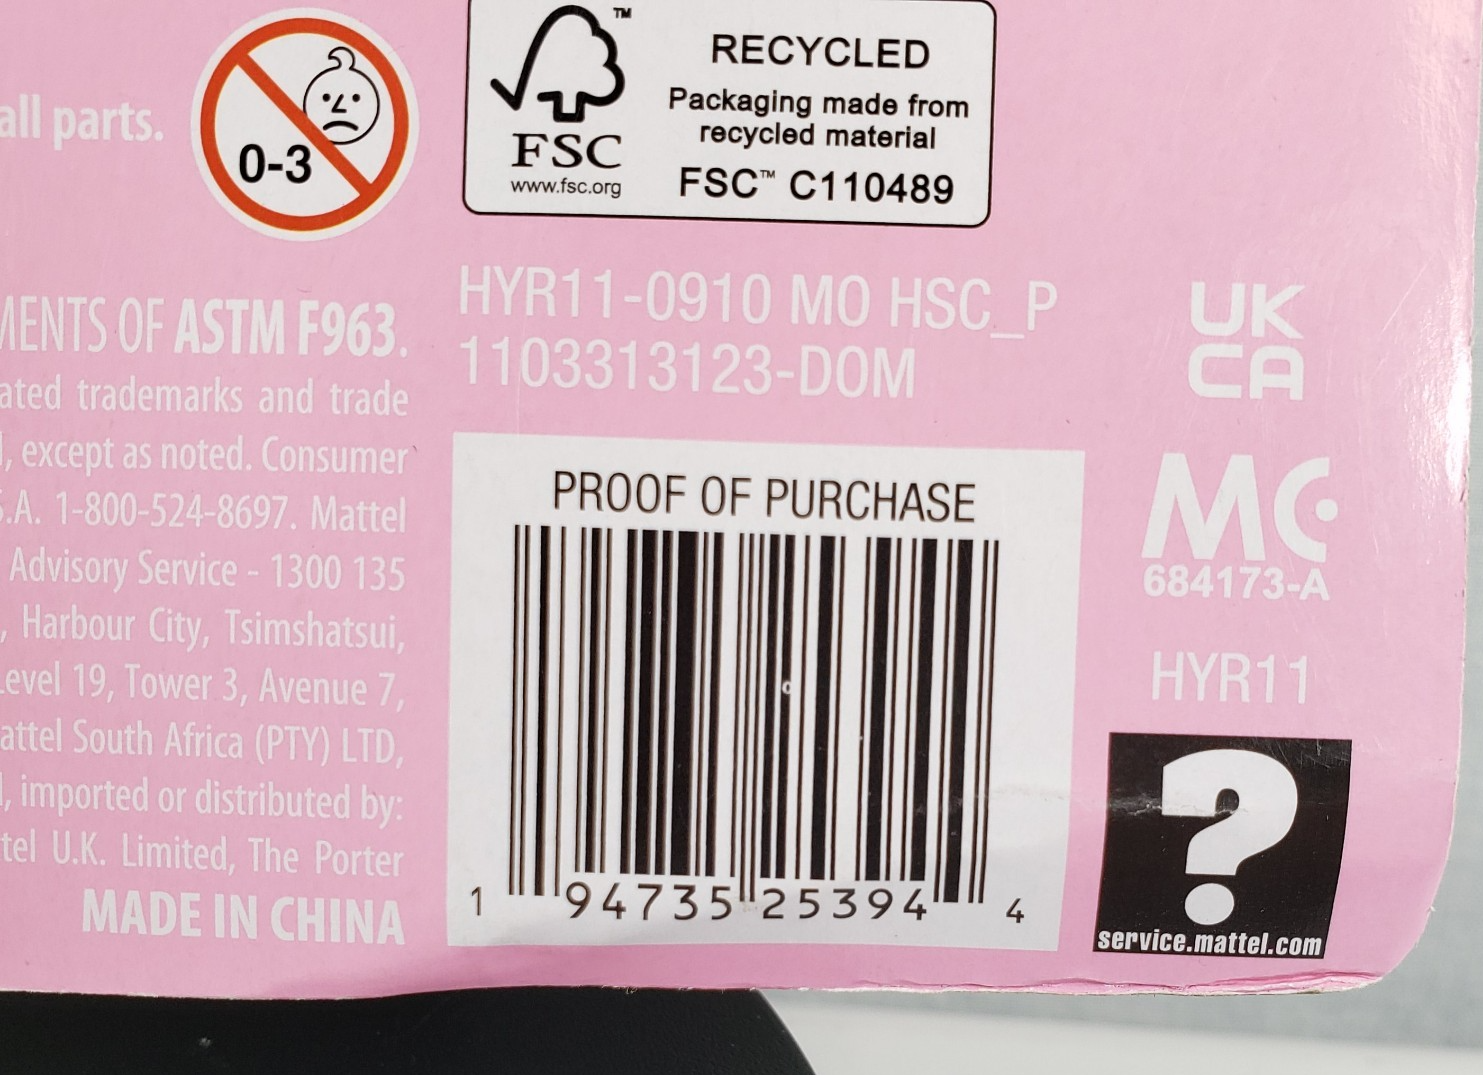 all parts.
0-3
FSC
www.fsc.org
™
RECYCLED
Packaging made from
recycled material
FSC™ C110489
OF ASTM F963.
trademarks and trade
, except as noted. Consumer
1-800-524-8697. Mattel
Advisory Service - 1300 135
, Harbour City, Tsimshatsui,
Level 19, Tower 3, Avenue 7,
South Africa (PTY) LTD,
, imported or distributed by:
U.K. Limited, The Porter
MADE IN CHINA
HYR11-0910 MO HSC_P
1103313123-DOM
PROOF OF PURCHASE
1 94735 25394 4
UK
CA
MC
684173-A
HYR11
?
service.mattel.com